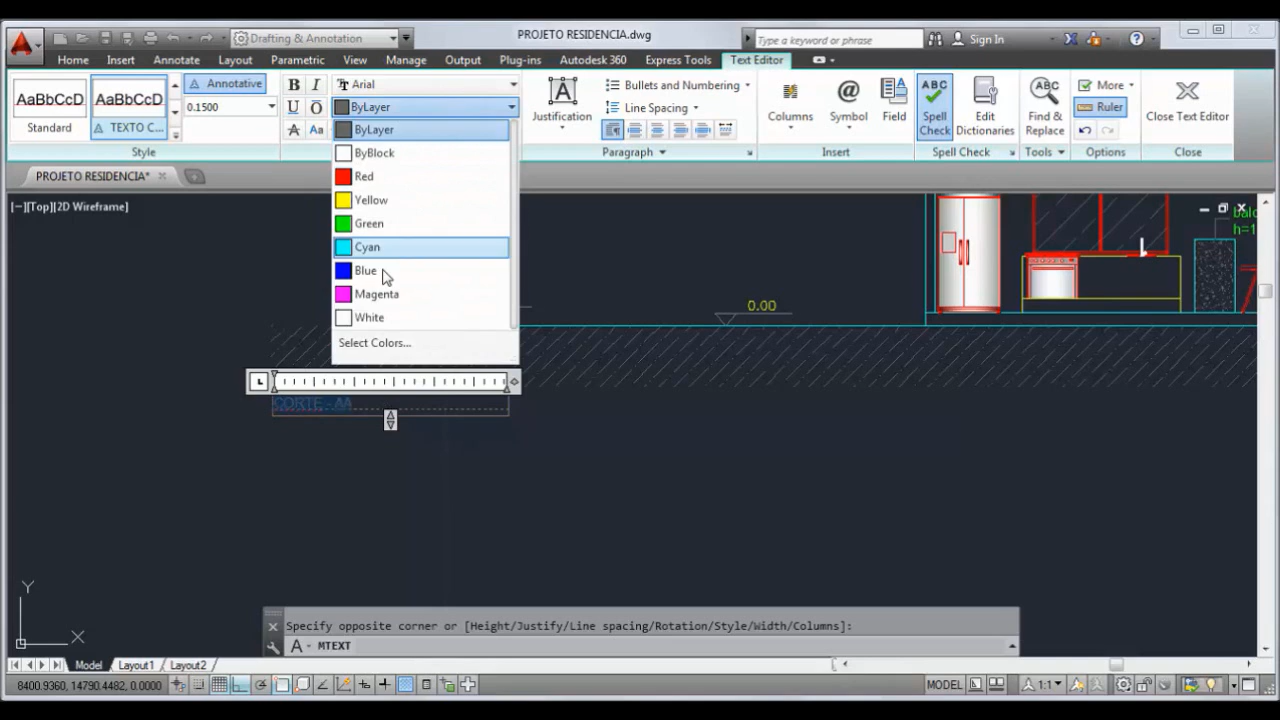 Drafting & Annotation
PROJETO RESIDENCIA.dwg
Type a keyword or phrase
Sign In
Home Insert Annotate Layout Parametric View Manage Output Plug-ins Autodesk 360 Express Tools Text Editor
AaBbCcD AaBbCcD
Annotative
0.1500
Standard
TEXTO C...
Style
B I
Arial
U O
ByLayer
A Aa
ByLayer
ByBlock
Red
Yellow
Green
Cyan
Blue
Magenta
White
Select Colors...
Justification
Bullets and Numbering
Line Spacing
Paragraph
Columns
Symbol
Field
Insert
ABC
Spell Check
Edit Dictionaries
Spell Check
Find & Replace
Tools
More
Ruler
Options
Close Text Editor
Close
PROJETO RESIDENCIA*
[−][Top][2D Wireframe]
0.00
h=1
CORTE - AA
Y
X
Specify opposite corner or [Height/Justify/Line spacing/Rotation/Style/Width/Columns]:
A - MTEXT
Model Layout1 Layout2
8400.9360, 14790.4482, 0.0000
MODEL
1:1